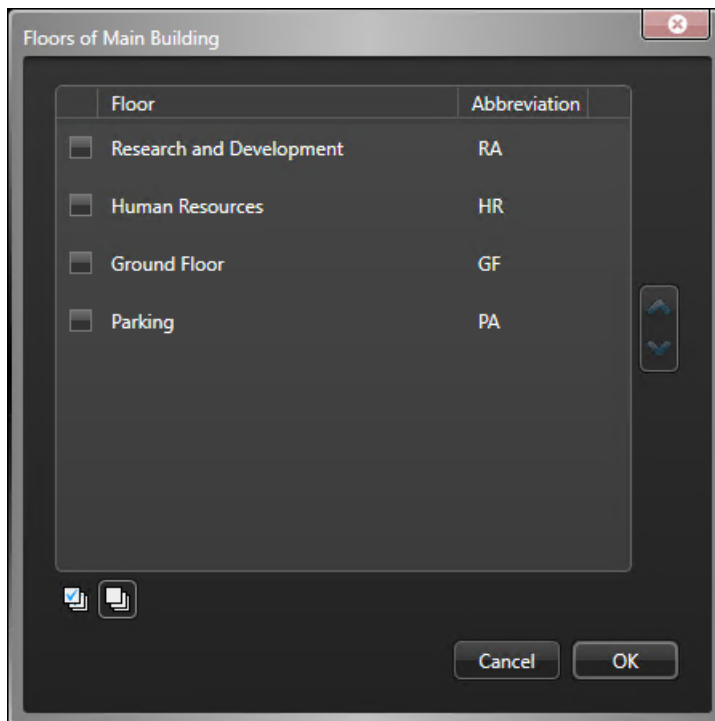 Floors of Main Building
Floor Abbreviation
Research and Development RA
Human Resources HR
Ground Floor GF
Parking PA
Cancel OK